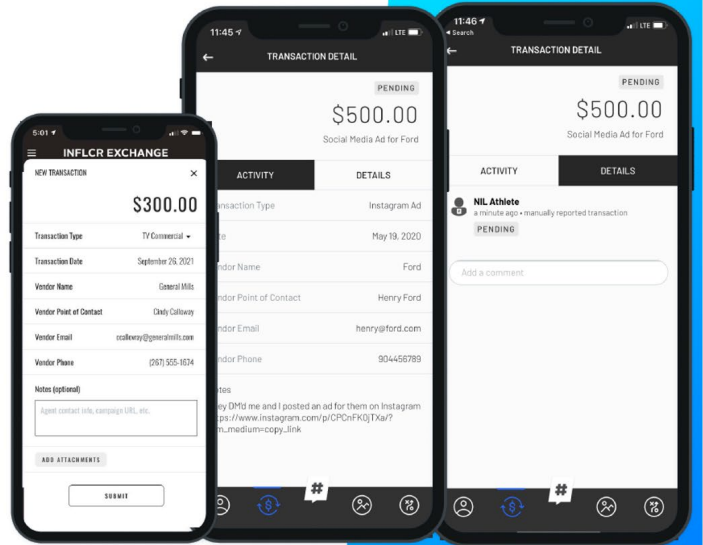 5:01
INFLCR EXCHANGE
NEW TRANSACTION
×
$300.00
Transaction Type TV Commercial
Transaction Date September 26, 2021
Vendor Name General Mills
Vendor Point of Contact Cindy Calloway
Vendor Email ccalloway@generalmills.com
Vendor Phone (267) 555-1674
Notes (optional)
Agent contact info, campaign URL, etc.
ADD ATTACHMENTS
SUBMIT
11:45
LTE
TRANSACTION DETAIL
PENDING
$500.00
Social Media Ad for Ford
ACTIVITY DETAILS
ansaction Type Instagram Ad
te May 19, 2020
ndor Name Ford
ndor Point of Contact Henry Ford
ndor Email henry@ford.com
ndor Phone 904456789
tes
ey DM'd me and I posted an ad for them on Instagram
tps://www.instagram.com/p/CPCnFK0jTXa/?
m_medium=copy_link
#
11:46
LTE
Search
TRANSACTION DETAIL
PENDING
$500.00
Social Media Ad for Ford
ACTIVITY DETAILS
NIL Athlete
a minute ago • manually reported transaction
PENDING
Add a comment
#